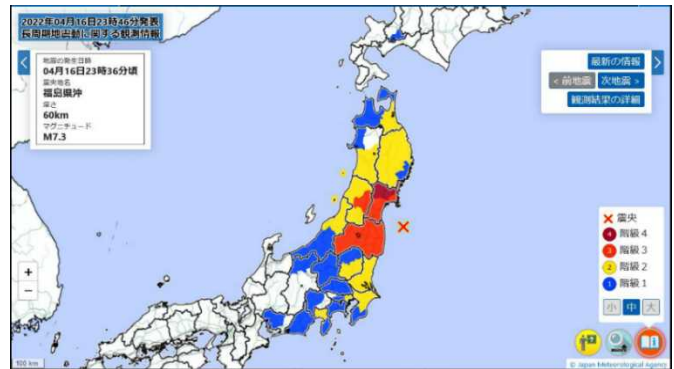 2022年04月16日23時46分発表
長周期地震動に関する観測情報
地震の発生日時
04月16日23時36分頃
震央地名
福島県沖
深さ
60km
マグニチュード
M7.3
最新の情報
< 前地震
次地震 >
観測結果の詳細
× 震央
4 階級４
3 階級３
2 階級２
1 階級１
小 中 大
+
−
100 km
© Japan Meteorological Agency